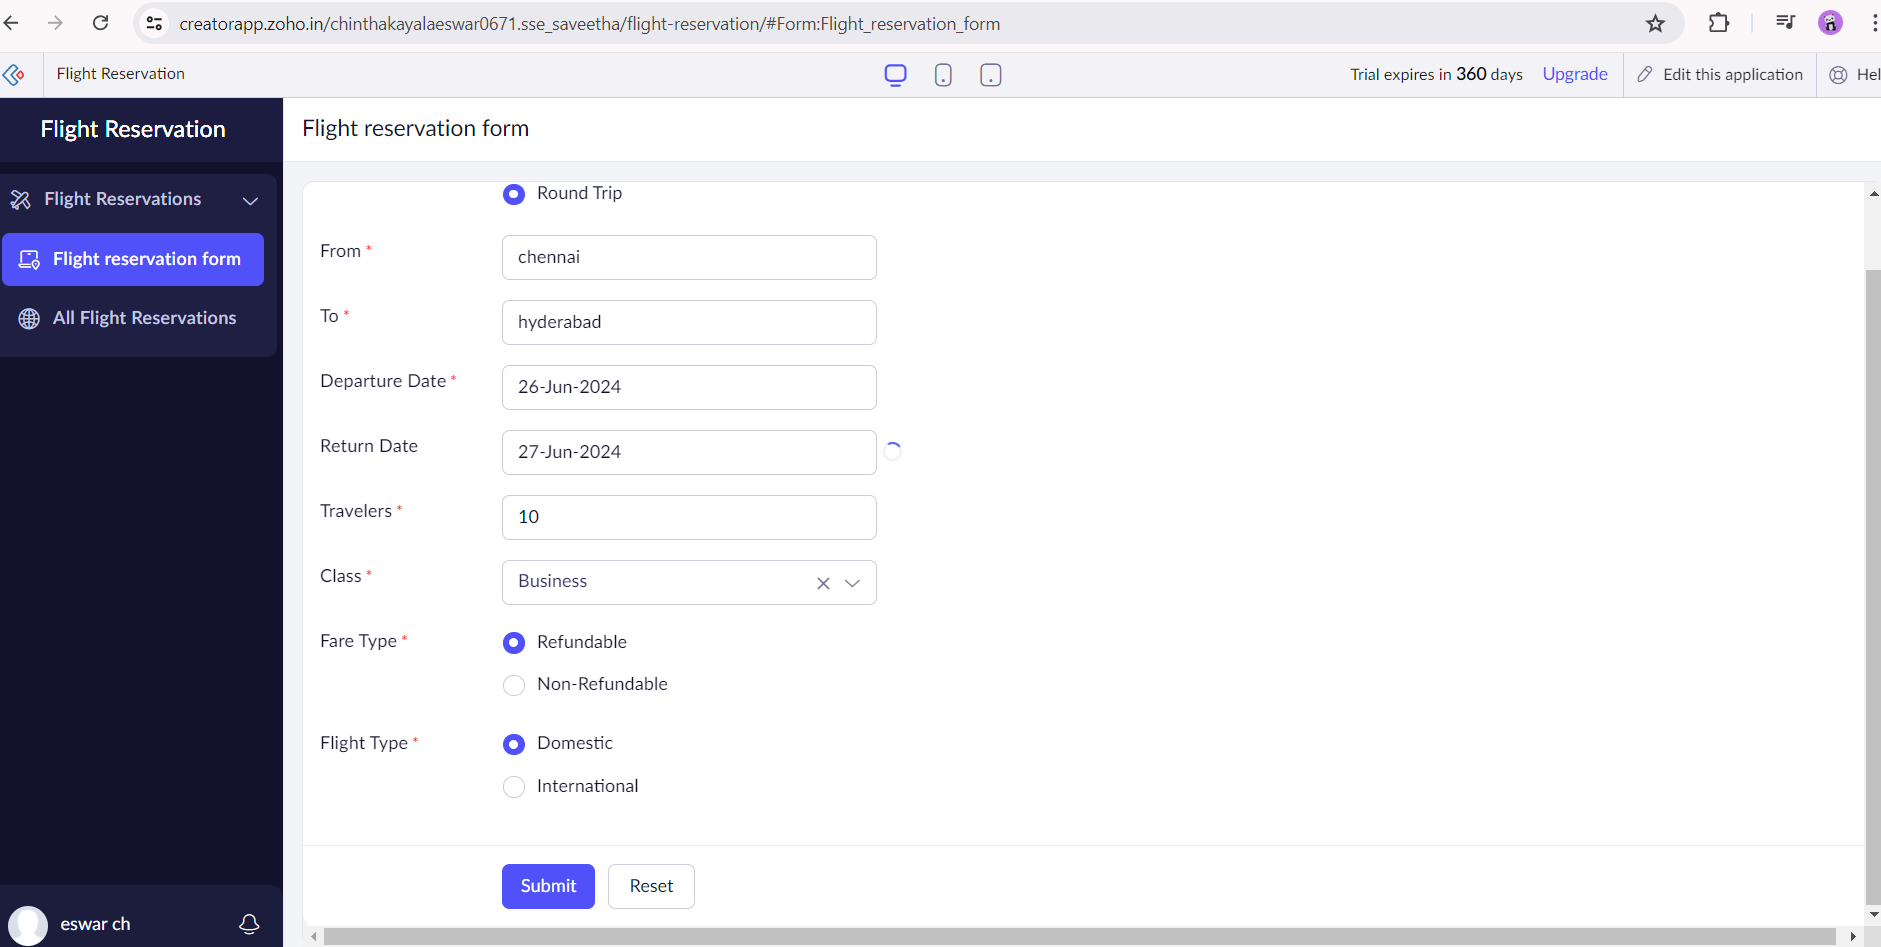 creatorapp.zoho.in/chinthakayalaeswar0671.sse_saveetha/flight-reservation/#Form:Flight_reservation_form
Flight Reservation
Trial expires in 360 days
Upgrade
Edit this application
Hel
Flight Reservation
Flight Reservations
Flight reservation form
All Flight Reservations
eswar ch
Flight reservation form
Round Trip
From *
chennai
To *
hyderabad
Departure Date *
26-Jun-2024
Return Date
27-Jun-2024
Travelers *
10
Class *
Business
Fare Type *
Refundable
Non-Refundable
Flight Type *
Domestic
International
Submit
Reset